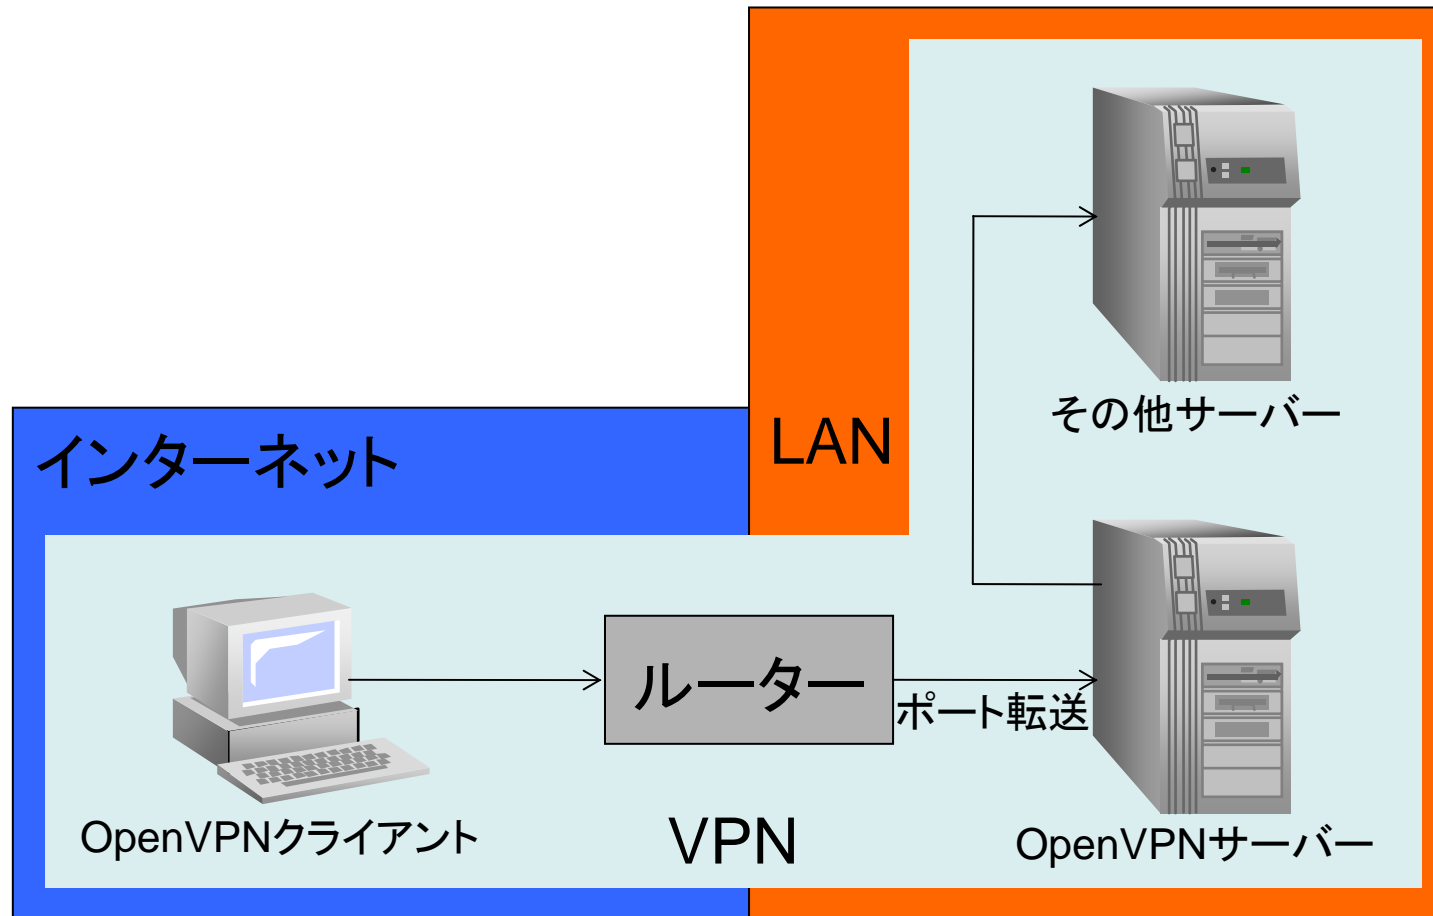 その他サーバー
LAN
インターネット
ルーター
ポート転送
OpenVPNクライアント
VPN
OpenVPNサーバー